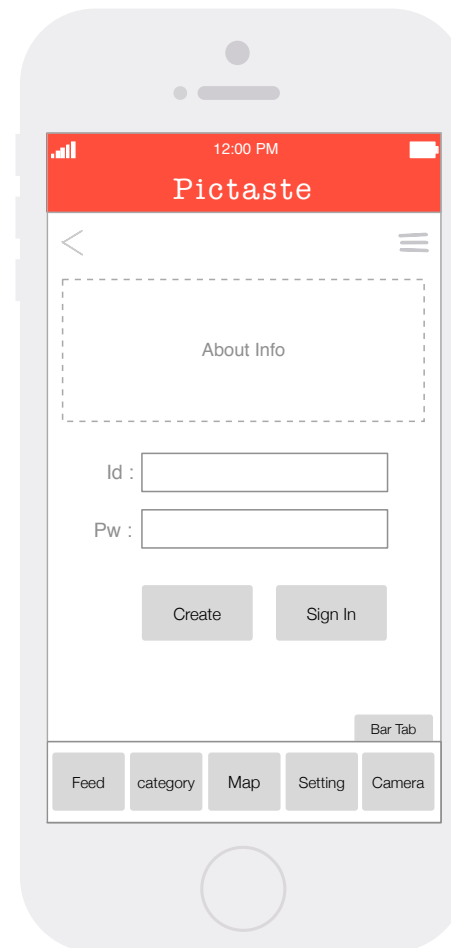 12:00 PM
Pictaste
About Info
Id :
Pw :
Create Sign In
Bar Tab
Feed category Map Setting Camera